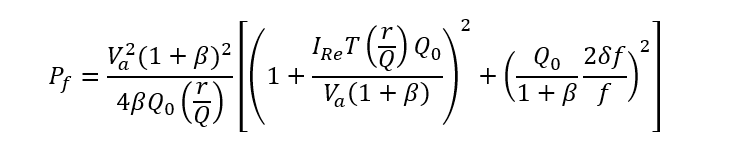 P_f = \frac{V_a^2(1+\beta)^2}{4\beta Q_0\left(\frac{r}{Q}\right)}\left[\left(1+\frac{I_{Re}T\left(\frac{r}{Q}\right)Q_0}{V_a(1+\beta)}\right)^2+\left(\frac{Q_0}{1+\beta}\frac{2\delta f}{f}\right)^2\right]